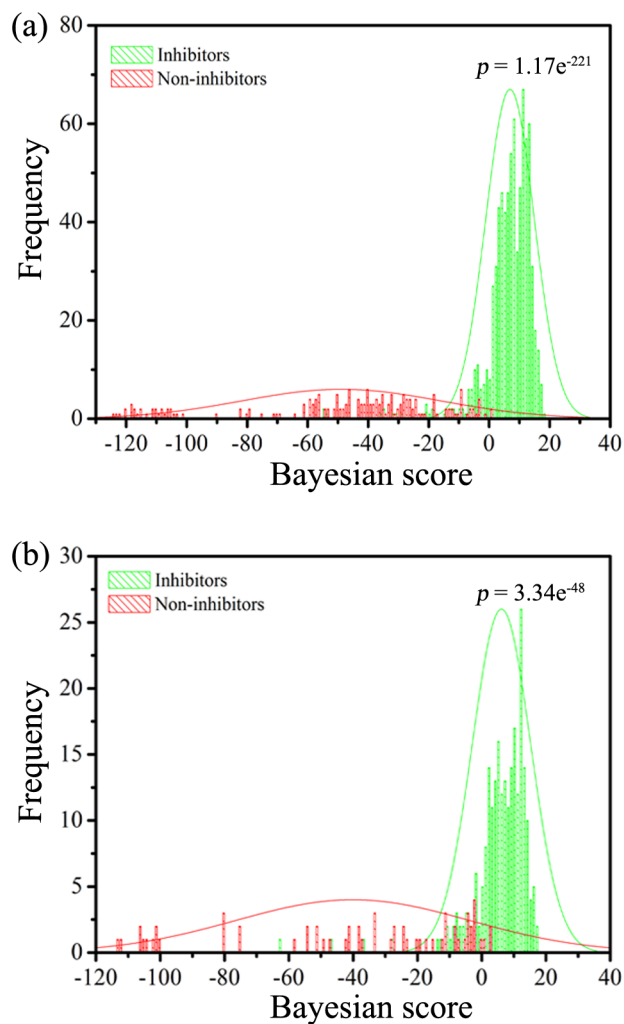 (a)
80
60
40
20
0
Frequency
Inhibitors
Non-inhibitors
p = 1.17e-221
-120 -100 -80 -60 -40 -20 0 20 40
Bayesian score
(b)
30
25
20
15
10
5
0
Frequency
Inhibitors
Non-inhibitors
p = 3.34e-48
-120 -100 -80 -60 -40 -20 0 20 40
Bayesian score